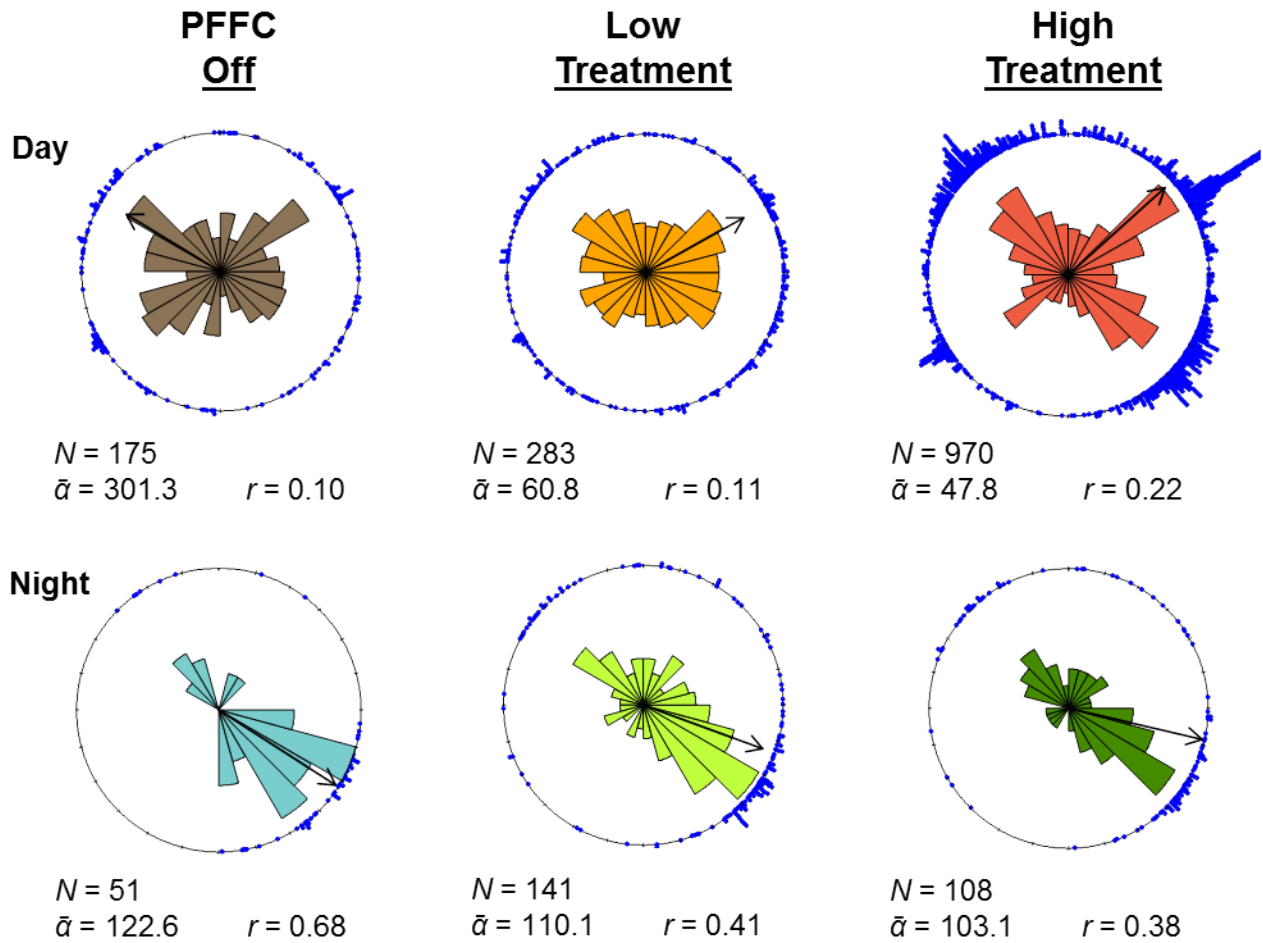 PFFC Off
Low Treatment
High Treatment
Day
N = 175
ᾱ = 301.3 r = 0.10
N = 283
ᾱ = 60.8 r = 0.11
N = 970
ᾱ = 47.8 r = 0.22
Night
N = 51
ᾱ = 122.6 r = 0.68
N = 141
ᾱ = 110.1 r = 0.41
N = 108
ᾱ = 103.1 r = 0.38